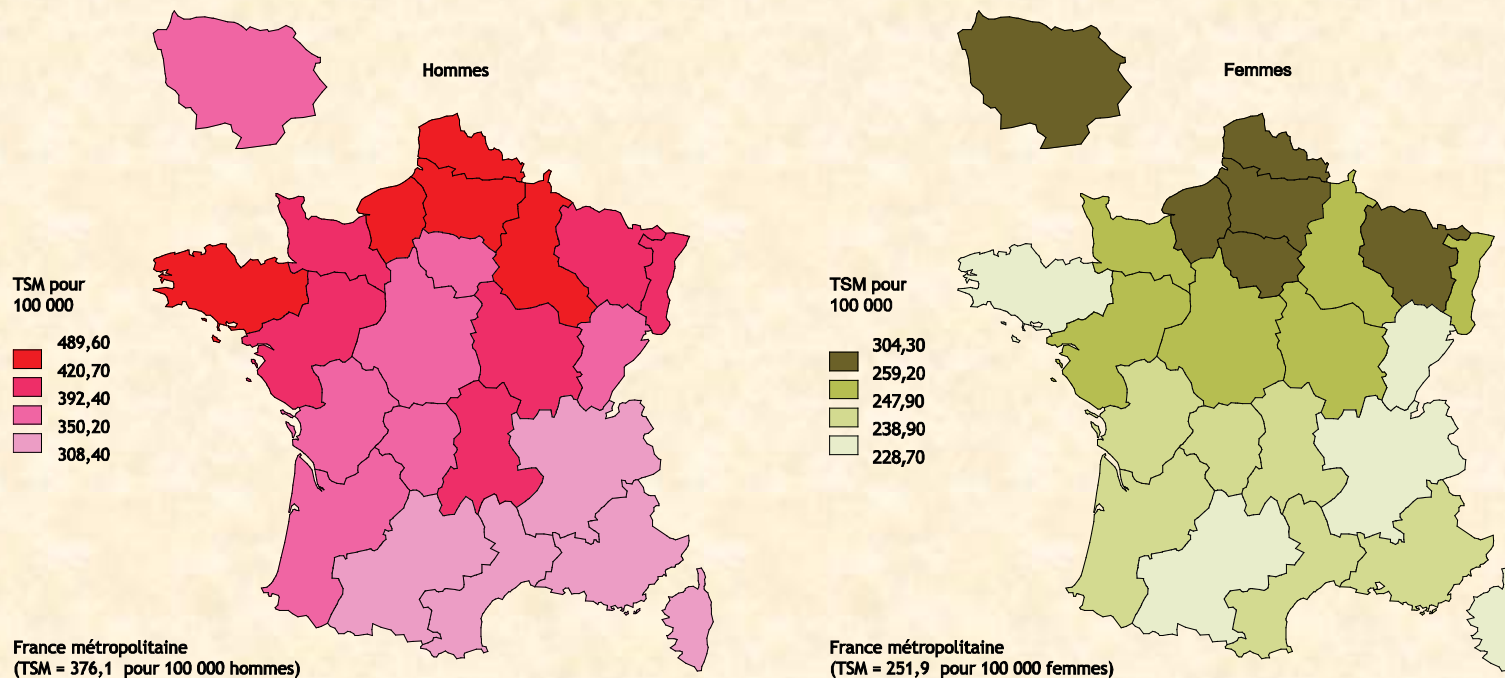 Hommes
TSM pour
100 000
489,60
420,70
392,40
350,20
308,40
France métropolitaine
(TSM = 376,1 pour 100 000 hommes)
Femmes
TSM pour
100 000
304,30
259,20
247,90
238,90
228,70
France métropolitaine
(TSM = 251,9 pour 100 000 femmes)